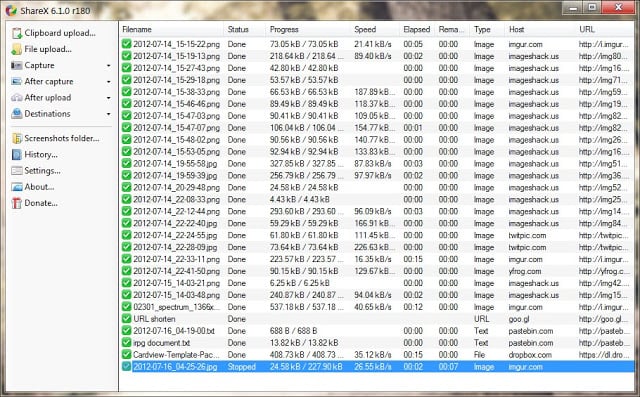 ShareX 6.1.0 r180
Clipboard upload...
File upload...
Capture
After capture
After upload
Destinations
Screenshots folder...
History...
Settings...
About...
Donate...
Filename Status Progress Speed Elapsed Rema... Type Host URL
2012-07-14_15-15-22.png Done 73.05 kB / 73.05 kB 21.41 kB/s 00:05 00:00 Image imgur.com http://i.imgur...
2012-07-14_15-19-13.png Done 218.64 kB / 218.64 ... 89.40 kB/s 00:02 00:00 Image imageshack.us http://img80...
2012-07-14_15-27-43.png Done 42.80 kB / 42.80 kB 00:00 00:00 Image imageshack.us http://img16...
2012-07-14_15-29-18.png Done 53.57 kB / 53.57 kB 00:00 00:00 Image imageshack.us http://img71...
2012-07-14_15-38-33.png Done 66.53 kB / 66.53 kB 187.89 kB... 00:00 00:00 Image imageshack.us http://img59...
2012-07-14_15-46-46.png Done 89.49 kB / 89.49 kB 118.37 kB... 00:00 00:00 Image imageshack.us http://img19...
2012-07-14_15-47-03.png Done 90.41 kB / 90.41 kB 109.05 kB... 00:00 00:00 Image imageshack.us http://img82...
2012-07-14_15-47-07.png Done 106.04 kB / 106.04 kB 154.77 kB... 00:01 00:00 Image imageshack.us http://img82...
2012-07-14_15-48-02.png Done 90.56 kB / 90.56 kB 140.77 kB... 00:00 00:00 Image imageshack.us http://img26...
2012-07-14_15-53-05.png Done 92.94 kB / 92.94 kB 133.83 kB... 00:00 00:00 Image imageshack.us http://img16...
2012-07-14_19-55-58.jpg Done 327.85 kB / 327.85 ... 87.83 kB/s 00:03 00:00 Image imageshack.us http://img51...
2012-07-14_19-59-39.jpg Done 256.79 kB / 256.79 ... 97.97 kB/s 00:02 00:00 Image imageshack.us http://img36...
2012-07-14_20-29-48.png Done 24.58 kB / 24.58 kB 00:00 00:00 Image imageshack.us
2012-07-14_22-08-33.png Done 4.43 kB / 4.43 kB 00:00 00:00 Image imageshack.us http://img25...
2012-07-14_22-12-44.png Done 293.60 kB / 293.60 ... 96.09 kB/s 00:03 00:00 Image imageshack.us http://img14...
2012-07-14_22-22-40.jpg Done 59.29 kB / 59.29 kB 166.91 kB... 00:00 00:00 Image imageshack.us http://img84...
2012-07-14_22-24-55.jpg Done 61.80 kB / 61.80 kB 111.45 kB... 00:00 00:00 Image twitpic.com http://twitpic...
2012-07-14_22-28-09.jpg Done 73.64 kB / 73.64 kB 226.63 kB... 00:00 00:00 Image twitpic.com http://twitpic...
2012-07-14_22-33-11.png Done 223.57 kB / 223.57 ... 16.35 kB/s 00:15 00:00 Image imgur.com http://i.imgur...
2012-07-14_22-41-50.png Done 90.15 kB / 90.15 kB 129.67 kB... 00:00 00:00 Image yfrog.com http://yfrog.c...
2012-07-15_14-03-21.png Done 6.25 kB / 6.25 kB 00:00 00:00 Image imageshack.us http://img42...
2012-07-15_14-03-48.png Done 240.87 kB / 240.87 ... 94.04 kB/s 00:02 00:00 Image imageshack.us http://img15...
02301_spectrum_1366x... Done 537.18 kB / 537.18 ... 40.65 kB/s 00:12 00:00 Image imgur.com http://i.imgur...
URL shorten Done 00:00 00:00 URL goo.gl http://goo.gl...
2012-07-16_04-19-00.txt Done 688 B / 688 B 00:00 00:00 Text pastebin.com http://pasteb...
rpg document.txt Done 13.82 kB / 13.82 kB 00:00 00:00 Text pastebin.com http://pasteb...
Cardview-Template-Pac... Done 408.73 kB / 408.73 ... 35.12 kB/s 00:15 00:00 File dropbox.com https://dl.dro...
2012-07-16_04-25-26.jpg Stopped 24.58 kB / 227.90 kB 26.55 kB/s 00:02 00:07 Image imgur.com